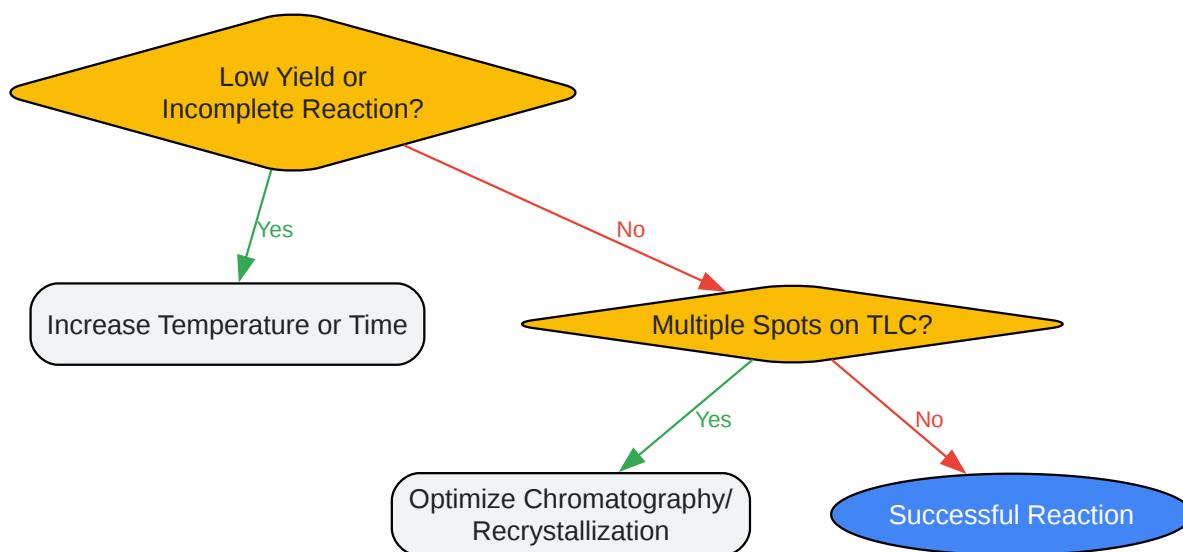 Low Yield or
Incomplete Reaction?
Yes
No
Increase Temperature or Time
Multiple Spots on TLC?
Yes
No
Optimize Chromatography/
Recrystallization
Successful Reaction